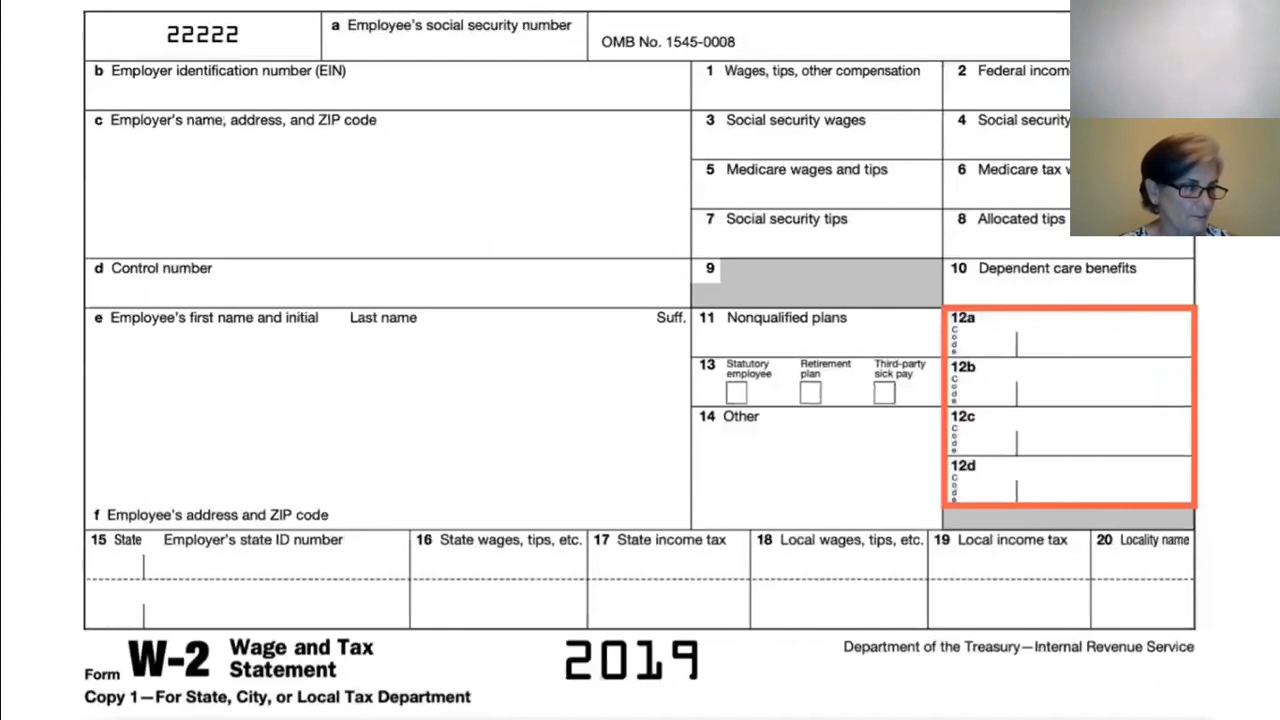 22222
a Employee's social security number
OMB No. 1545-0008
b Employer identification number (EIN)
1 Wages, tips, other compensation
2 Federal incom
c Employer's name, address, and ZIP code
3 Social security wages
4 Social security
5 Medicare wages and tips
6 Medicare tax w
7 Social security tips
8 Allocated tips
d Control number
9
10 Dependent care benefits
e Employee's first name and initial Last name Suff.
11 Nonqualified plans
12a
Code
13 Statutory employee Retirement plan Third-party sick pay
12b
Code
14 Other
12c
Code
12d
Code
f Employee's address and ZIP code
15 State Employer's state ID number
16 State wages, tips, etc.
17 State income tax
18 Local wages, tips, etc.
19 Local income tax
20 Locality name
Form W-2 Wage and Tax Statement
2019
Department of the Treasury—Internal Revenue Service
Copy 1—For State, City, or Local Tax Department